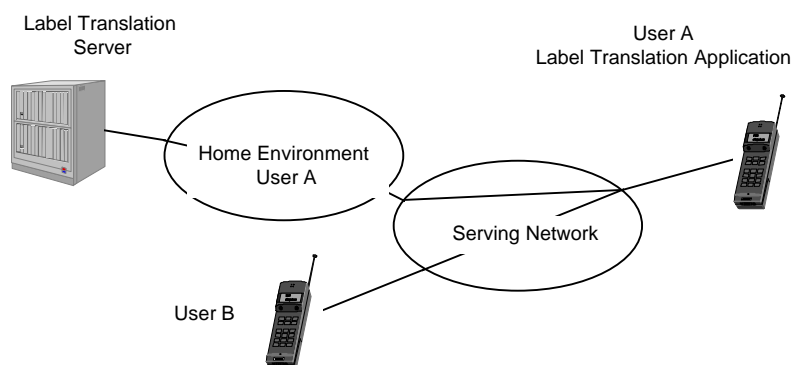 Label Translation
Server
User A
Label Translation Application
Home Environment
User A
Serving Network
User B